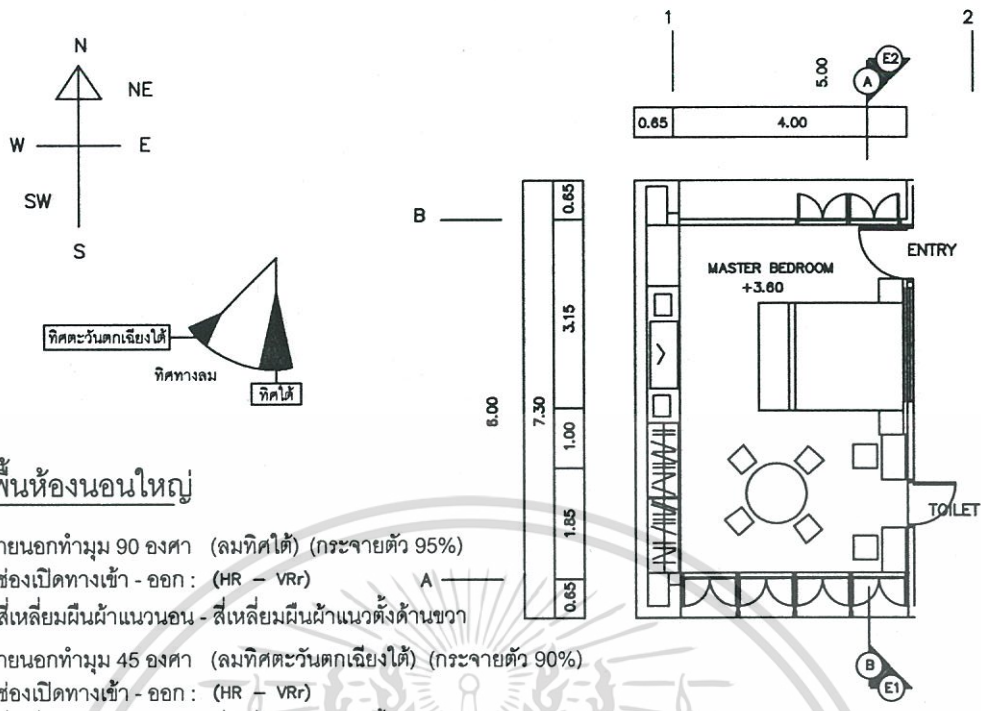 N
NE
W
E
SW
S
ทิศตะวันตกเฉียงใต้
ทิศทางลม
ทิศใต้
1
2
5.00
A
E2
0.65
4.00
B
0.65
3.15
1.00
1.85
0.65
7.30
6.00
MASTER BEDROOM
+3.60
ENTRY
TOILET
A
B
E1
พื้นห้องนอนใหญ่
ายนอกทำมุม 90 องศา (ลมทิศใต้) (กระจายตัว 95%)
ช่องเปิดทางเข้า - ออก : (HR – VRr)
สี่เหลี่ยมผืนผ้าแนวนอน - สี่เหลี่ยมผืนผ้าแนวตั้งด้านขวา
ายนอกทำมุม 45 องศา (ลมทิศตะวันตกเฉียงใต้) (กระจายตัว 90%)
ช่องเปิดทางเข้า - ออก : (HR – VRr)